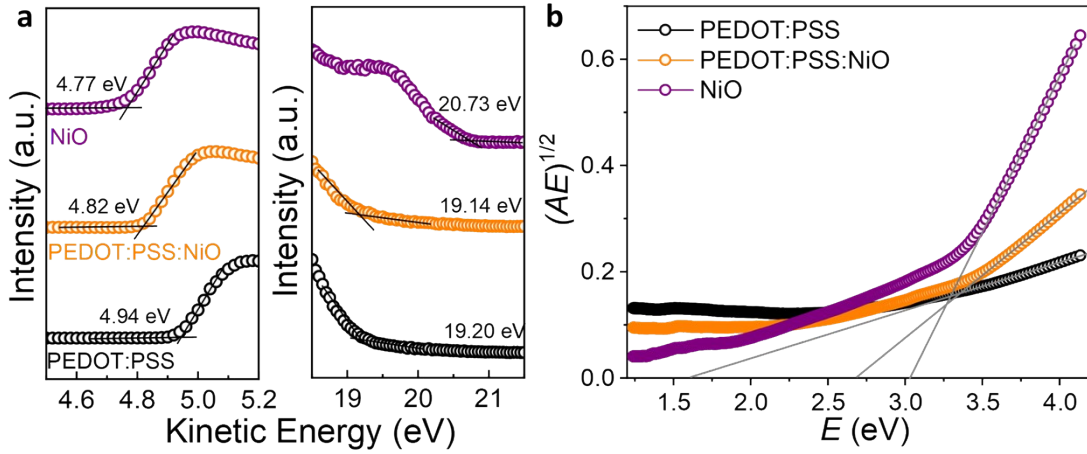 a
Intensity (a.u.)
4.77 eV
NiO
4.82 eV
PEDOT:PSS:NiO
4.94 eV
PEDOT:PSS
4.6 4.8 5.0 5.2
Intensity (a.u.)
20.73 eV
19.14 eV
19.20 eV
19 20 21
Kinetic Energy (eV)
b
PEDOT:PSS
PEDOT:PSS:NiO
NiO
(AE)1/2
0.6
0.4
0.2
0.0
1.5 2.0 2.5 3.0 3.5 4.0
E (eV)